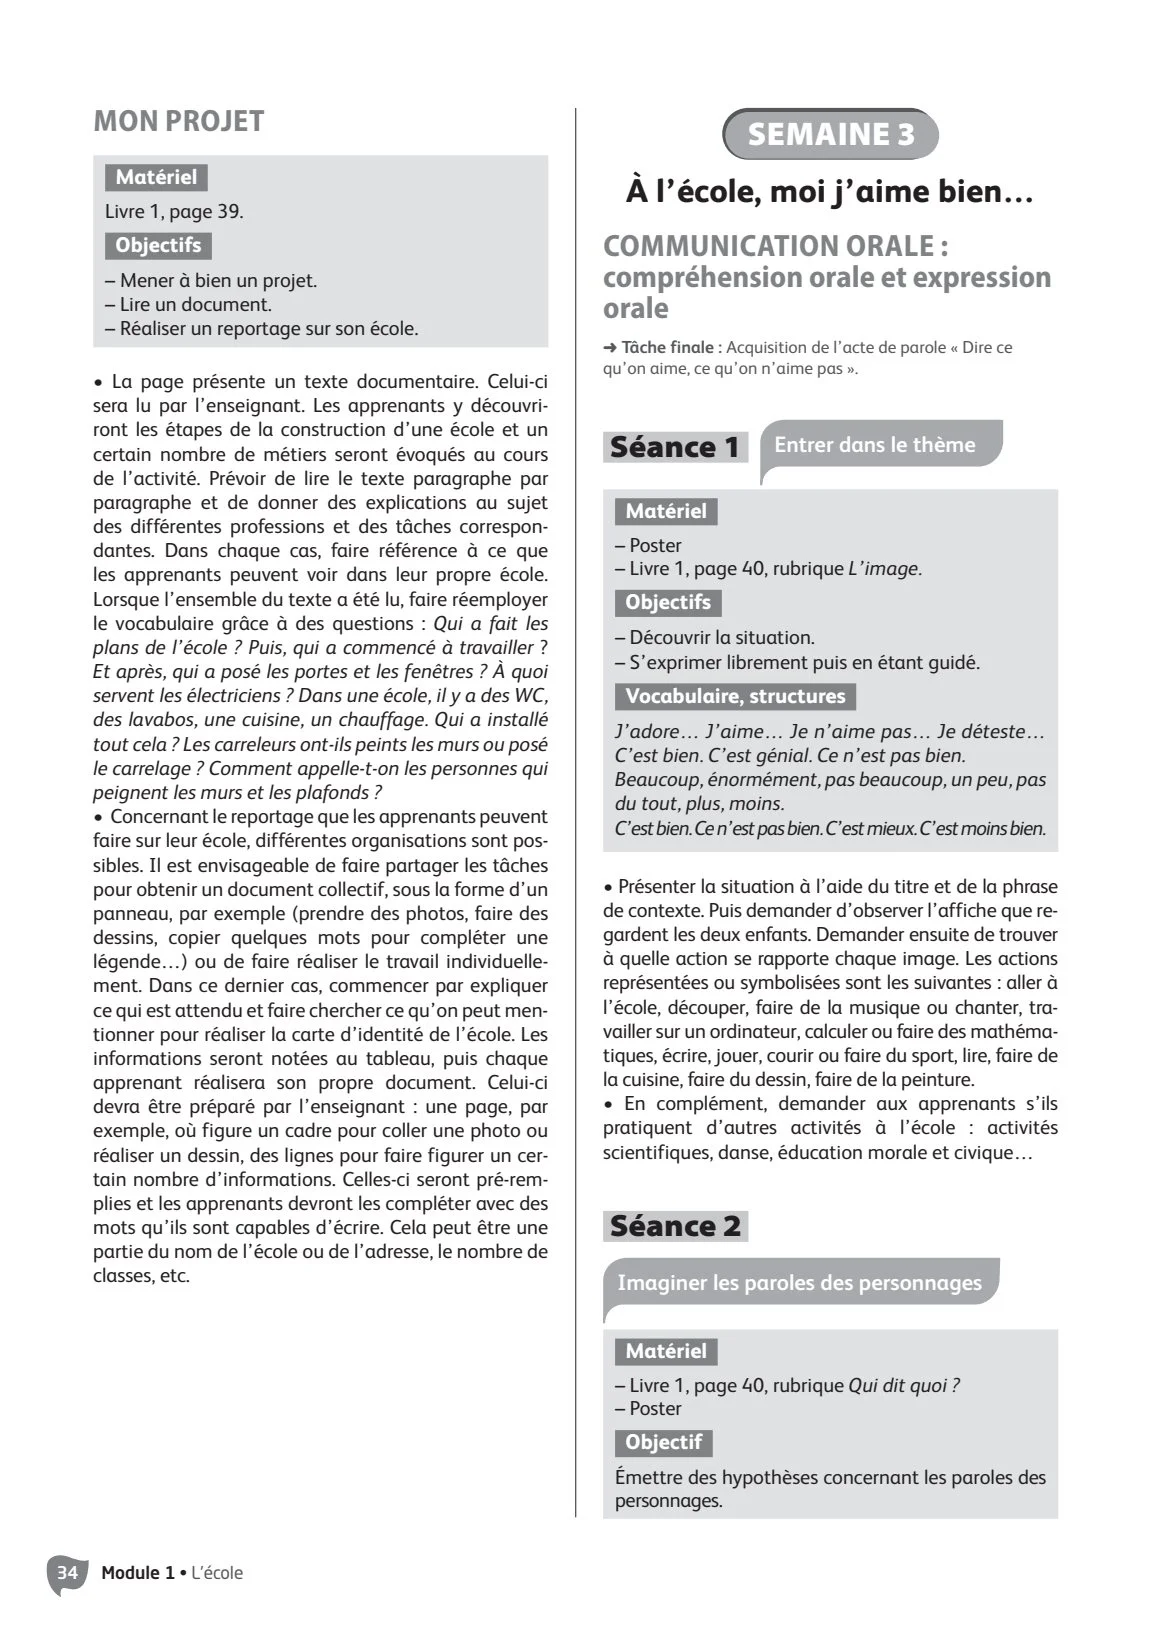 MON PROJET
Matériel
Livre 1, page 39.
Objectifs
– Mener à bien un projet.
– Lire un document.
– Réaliser un reportage sur son école.
• La page présente un texte documentaire. Celui-ci
sera lu par l'enseignant. Les apprenants y découvri-
ront les étapes de la construction d'une école et un
certain nombre de métiers seront évoqués au cours
de l'activité. Prévoir de lire le texte paragraphe par
paragraphe et de donner des explications au sujet
des différentes professions et des tâches correspon-
dantes. Dans chaque cas, faire référence à ce que
les apprenants peuvent voir dans leur propre école.
Lorsque l'ensemble du texte a été lu, faire réemployer
le vocabulaire grâce à des questions : Qui a fait les
plans de l'école ? Puis, qui a commencé à travailler ?
Et après, qui a posé les portes et les fenêtres ? À quoi
servent les électriciens ? Dans une école, il y a des WC,
des lavabos, une cuisine, un chauffage. Qui a installé
tout cela ? Les carreleurs ont-ils peints les murs ou posé
le carrelage ? Comment appelle-t-on les personnes qui
peignent les murs et les plafonds ?
• Concernant le reportage que les apprenants peuvent
faire sur leur école, différentes organisations sont pos-
sibles. Il est envisageable de faire partager les tâches
pour obtenir un document collectif, sous la forme d'un
panneau, par exemple (prendre des photos, faire des
dessins, copier quelques mots pour compléter une
légende…) ou de faire réaliser le travail individuelle-
ment. Dans ce dernier cas, commencer par expliquer
ce qui est attendu et faire chercher ce qu'on peut men-
tionner pour réaliser la carte d'identité de l'école. Les
informations seront notées au tableau, puis chaque
apprenant réalisera son propre document. Celui-ci
devra être préparé par l'enseignant : une page, par
exemple, où figure un cadre pour coller une photo ou
réaliser un dessin, des lignes pour faire figurer un cer-
tain nombre d'informations. Celles-ci seront pré-rem-
plies et les apprenants devront les compléter avec des
mots qu'ils sont capables d'écrire. Cela peut être une
partie du nom de l'école ou de l'adresse, le nombre de
classes, etc.
SEMAINE 3
À l'école, moi j'aime bien…
COMMUNICATION ORALE :
compréhension orale et expression
orale
➜ Tâche finale : Acquisition de l'acte de parole « Dire ce
qu'on aime, ce qu'on n'aime pas ».
Séance 1
Entrer dans le thème
Matériel
– Poster
– Livre 1, page 40, rubrique L'image.
Objectifs
– Découvrir la situation.
– S'exprimer librement puis en étant guidé.
Vocabulaire, structures
J'adore… J'aime… Je n'aime pas… Je déteste…
C'est bien. C'est génial. Ce n'est pas bien.
Beaucoup, énormément, pas beaucoup, un peu, pas
du tout, plus, moins.
C'est bien. Ce n'est pas bien. C'est mieux. C'est moins bien.
• Présenter la situation à l'aide du titre et de la phrase
de contexte. Puis demander d'observer l'affiche que re-
gardent les deux enfants. Demander ensuite de trouver
à quelle action se rapporte chaque image. Les actions
représentées ou symbolisées sont les suivantes : aller à
l'école, découper, faire de la musique ou chanter, tra-
vailler sur un ordinateur, calculer ou faire des mathéma-
tiques, écrire, jouer, courir ou faire du sport, lire, faire de
la cuisine, faire du dessin, faire de la peinture.
• En complément, demander aux apprenants s'ils
pratiquent d'autres activités à l'école : activités
scientifiques, danse, éducation morale et civique…
Séance 2
Imaginer les paroles des personnages
Matériel
– Livre 1, page 40, rubrique Qui dit quoi ?
– Poster
Objectif
Émettre des hypothèses concernant les paroles des
personnages.
34 Module 1 • L'école